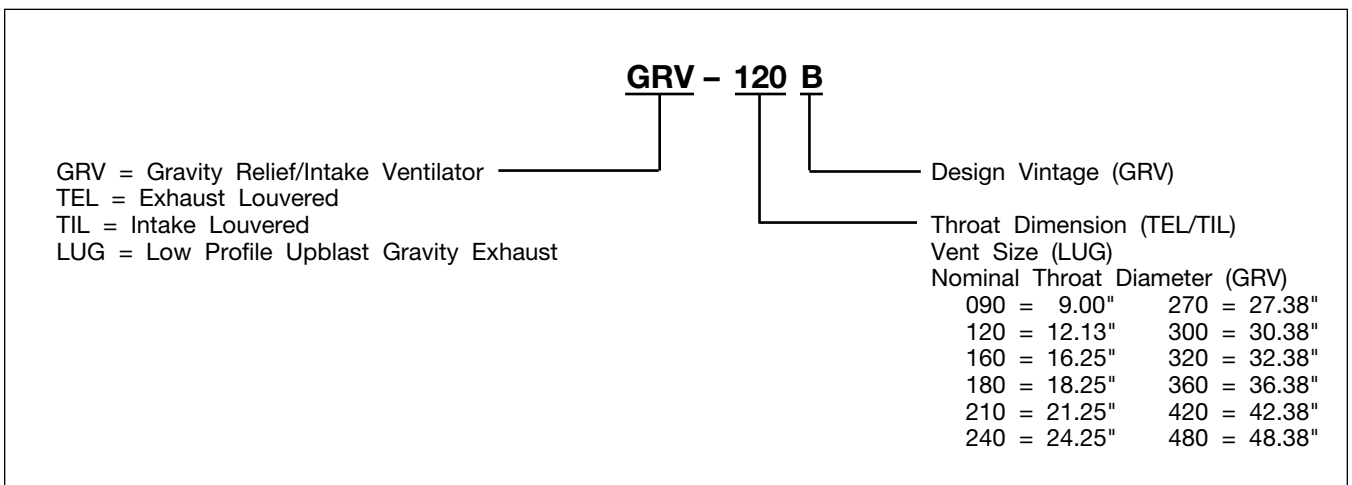 GRV – 120 B
GRV = Gravity Relief/Intake Ventilator
TEL = Exhaust Louvered
TIL = Intake Louvered
LUG = Low Profile Upblast Gravity Exhaust
Design Vintage (GRV)
Throat Dimension (TEL/TIL)
Vent Size (LUG)
Nominal Throat Diameter (GRV)
090 = 9.00" 270 = 27.38"
120 = 12.13" 300 = 30.38"
160 = 16.25" 320 = 32.38"
180 = 18.25" 360 = 36.38"
210 = 21.25" 420 = 42.38"
240 = 24.25" 480 = 48.38"